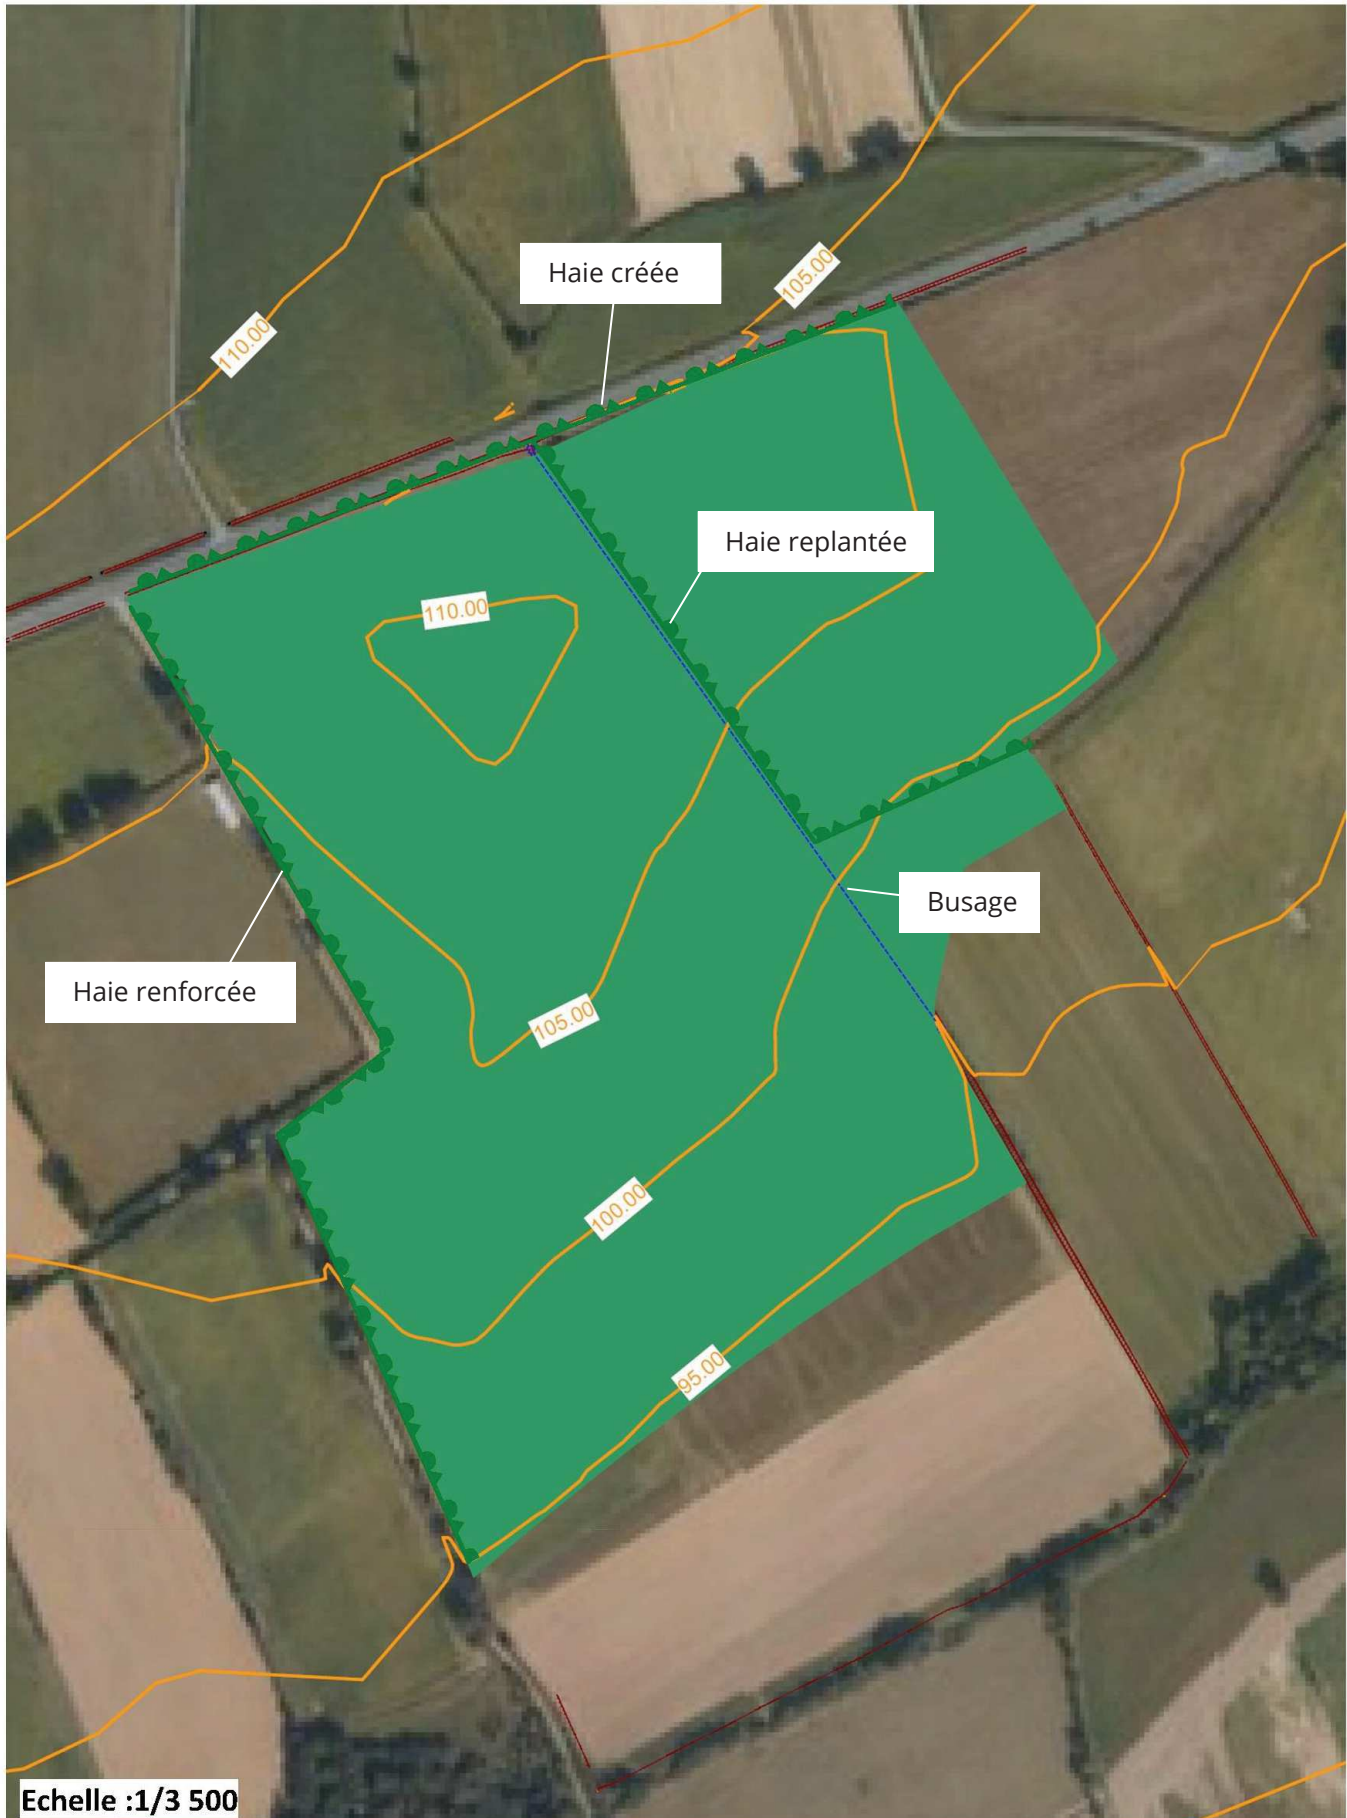 Haie créée
105.00
110.00
Haie replantée
110.00
Busage
Haie renforcée
105.00
100.00
95.00
Echelle :1/3 500